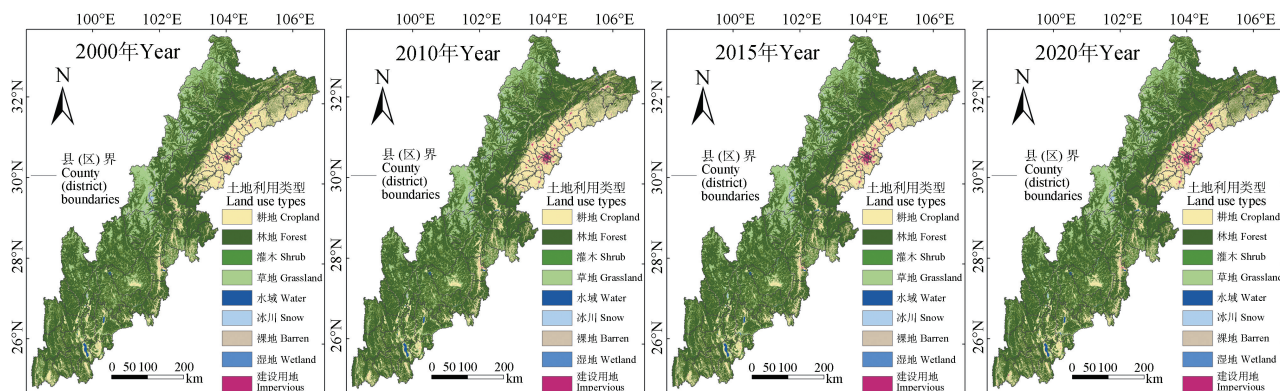 100°E 102°E 104°E 106°E
2000年Year
N
32°N
30°N
28°N
26°N
县 (区) 界
County
(district)
boundaries
土地利用类型
Land use types
耕地 Cropland
林地 Forest
灌木 Shrub
草地 Grassland
水域 Water
冰川 Snow
裸地 Barren
湿地 Wetland
建设用地
Impervious
0 50 100 200
km
100°E 102°E 104°E 106°E
2010年Year
N
32°N
30°N
28°N
26°N
县 (区) 界
County
(district)
boundaries
土地利用类型
Land use types
耕地 Cropland
林地 Forest
灌木 Shrub
草地 Grassland
水域 Water
冰川 Snow
裸地 Barren
湿地 Wetland
建设用地
Impervious
0 50 100 200
km
100°E 102°E 104°E 106°E
2015年Year
N
32°N
30°N
28°N
26°N
县 (区) 界
County
(district)
boundaries
土地利用类型
Land use types
耕地 Cropland
林地 Forest
灌木 Shrub
草地 Grassland
水域 Water
冰川 Snow
裸地 Barren
湿地 Wetland
建设用地
Impervious
0 50 100 200
km
100°E 102°E 104°E 106°E
2020年Year
N
32°N
30°N
28°N
26°N
县 (区) 界
County
(district)
boundaries
土地利用类型
Land use types
耕地 Cropland
林地 Forest
灌木 Shrub
草地 Grassland
水域 Water
冰川 Snow
裸地 Barren
湿地 Wetland
建设用地
Impervious
0 50 100 200
km